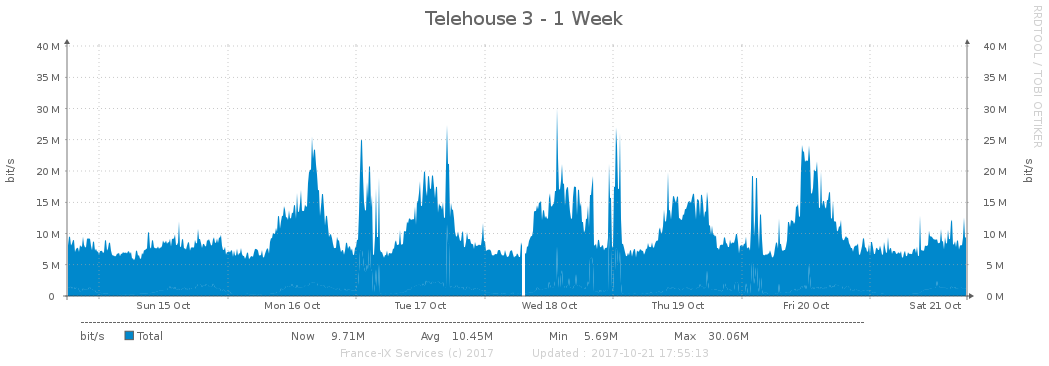 Telehouse 3 - 1 Week
RRDTOOL / TOBI OETIKER
40 M 40 M
35 M 35 M
30 M 30 M
25 M 25 M
20 M 20 M
15 M 15 M
10 M 10 M
5 M 5 M
0 0 M
bit/s
bit/s
Sun 15 Oct Mon 16 Oct Tue 17 Oct Wed 18 Oct Thu 19 Oct Fri 20 Oct Sat 21 Oct
bit/s Total Now 9.71M Avg 10.45M Min 5.69M Max 30.06M
France-IX Services (c) 2017 Updated : 2017-10-21 17:55:13